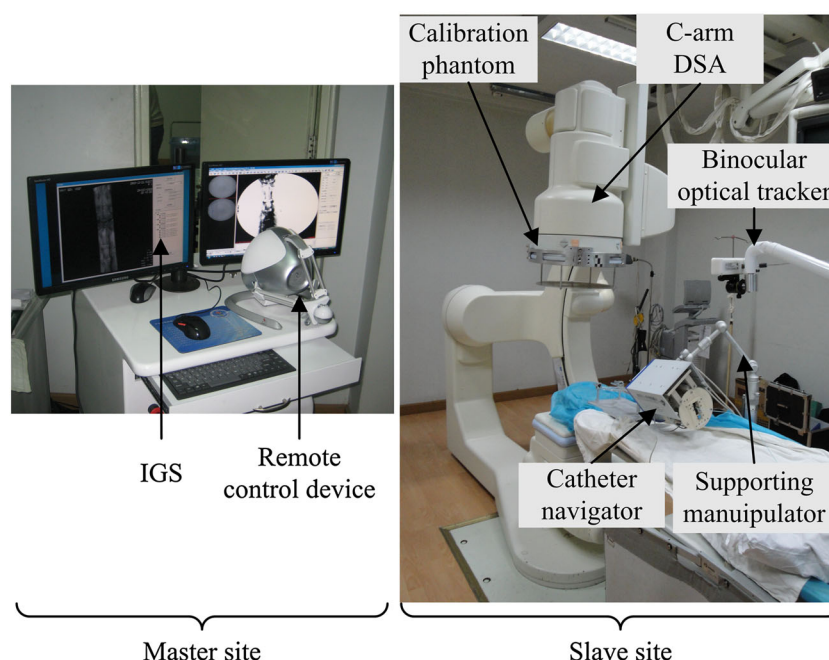 Calibration
phantom
C-arm
DSA
Binocular
optical tracker
IGS
Remote
control device
Catheter
navigator
Supporting
manuipulator
Master site
Slave site